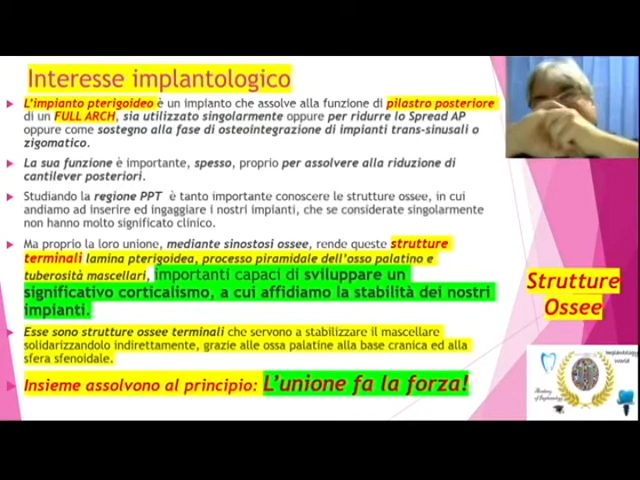 Interesse implantologico
L'impianto pterigoideo è un impianto che assolve alla funzione di pilastro posteriore
di un FULL ARCH, sia utilizzato singolarmente oppure per ridurre lo Spread AP
oppure come sostegno alla fase di osteointegrazione di impianti trans-sinusali o
zigomatico.
La sua funzione è importante, spesso, proprio per assolvere alla riduzione di
cantilever posteriori.
Studiando la regione PPT è tanto importante conoscere le strutture ossee, in cui
andiamo ad inserire ed ingaggiare i nostri impianti, che se considerate singolarmente
non hanno molto significato clinico.
Ma proprio la loro unione, mediante sinostosi ossee, rende queste strutture
terminali lamina pterigoidea, processo piramidale dell'osso palatino e
tuberosità mascellari, importanti capaci di sviluppare un
significativo corticalismo, a cui affidiamo la stabilità dei nostri
impianti.
Esse sono strutture ossee terminali che servono a stabilizzare il mascellare
solidarizzandolo indirettamente, grazie alle ossa palatine alla base cranica ed alla
sfera sfenoidale.
Insieme assolvono al principio: L'unione fa la forza!
Strutture
Ossee
Academy
of Implantology